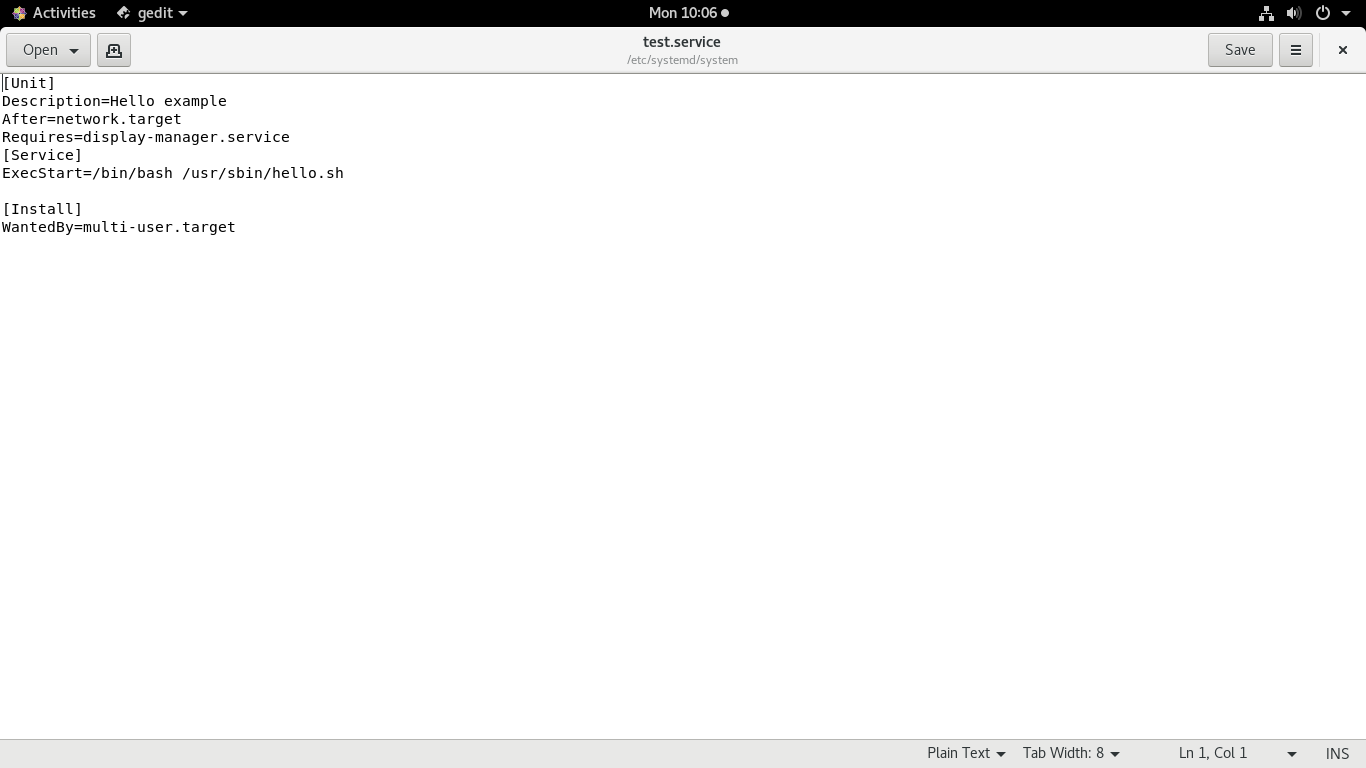 Activities gedit Mon 10:06
Open test.service Save
/etc/systemd/system
[Unit]
Description=Hello example
After=network.target
Requires=display-manager.service
[Service]
ExecStart=/bin/bash /usr/sbin/hello.sh
[Install]
WantedBy=multi-user.target
Plain Text Tab Width: 8 Ln 1, Col 1 INS